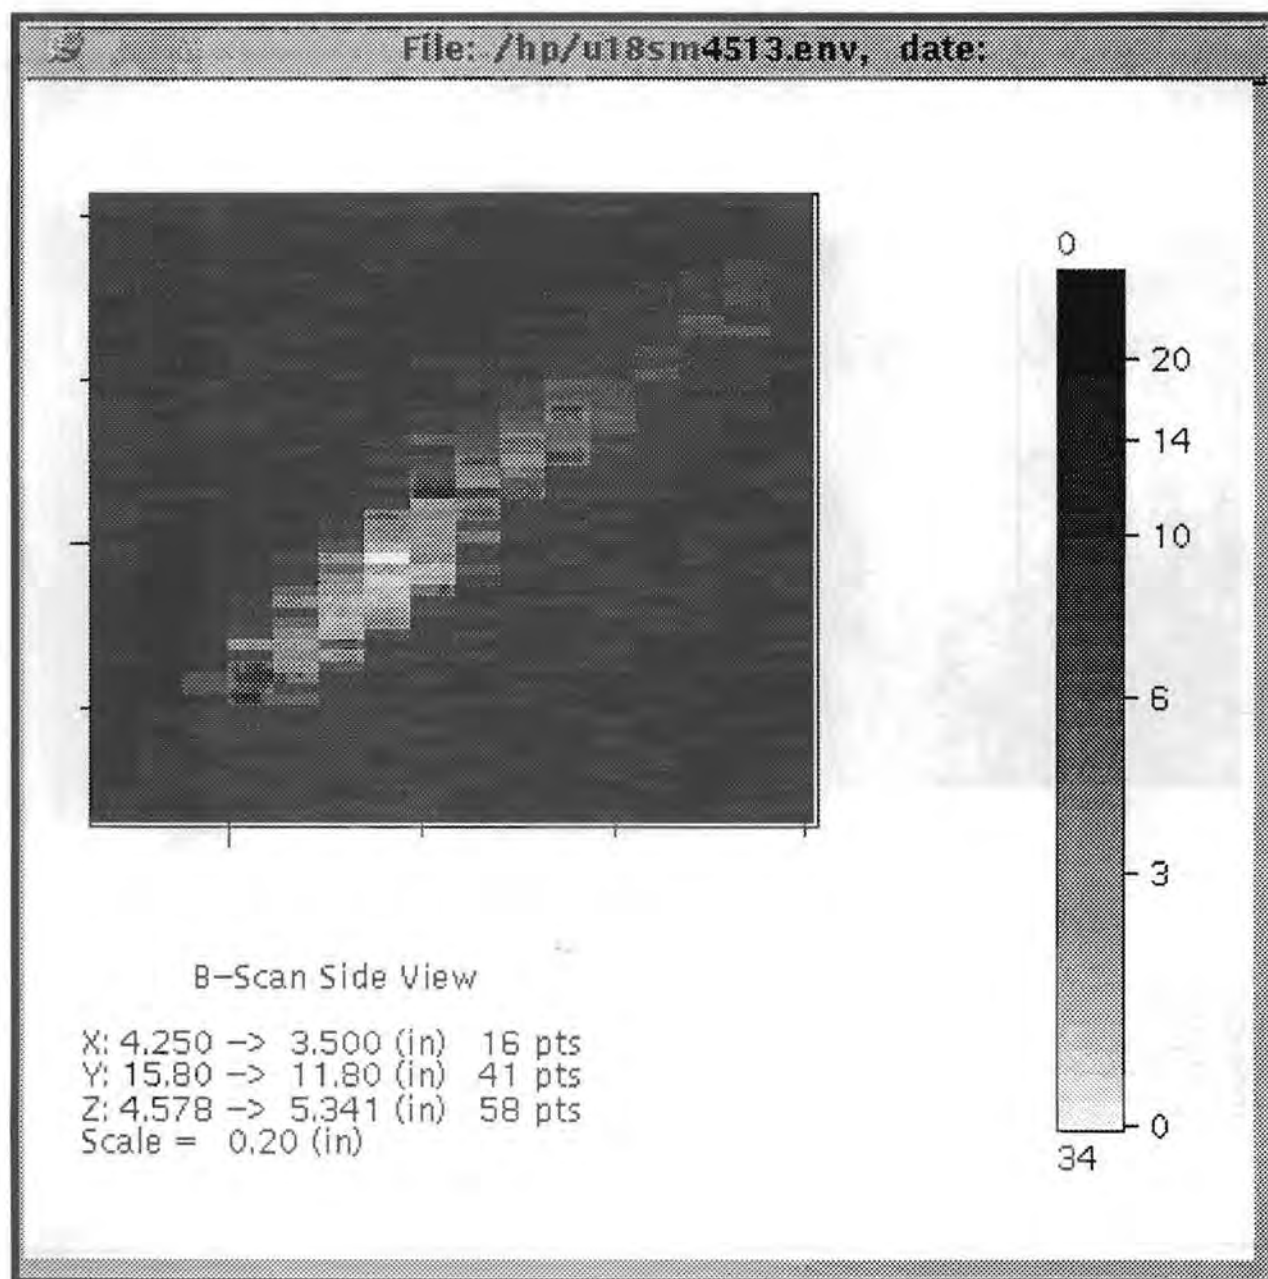 File: /hp/u18sm4513.env, date:
0
20
14
10
6
3
0
34
B-Scan Side View
X: 4.250 -> 3.500 (in) 16 pts
Y: 15.80 -> 11.80 (in) 41 pts
Z: 4.578 -> 5.341 (in) 58 pts
Scale = 0.20 (in)